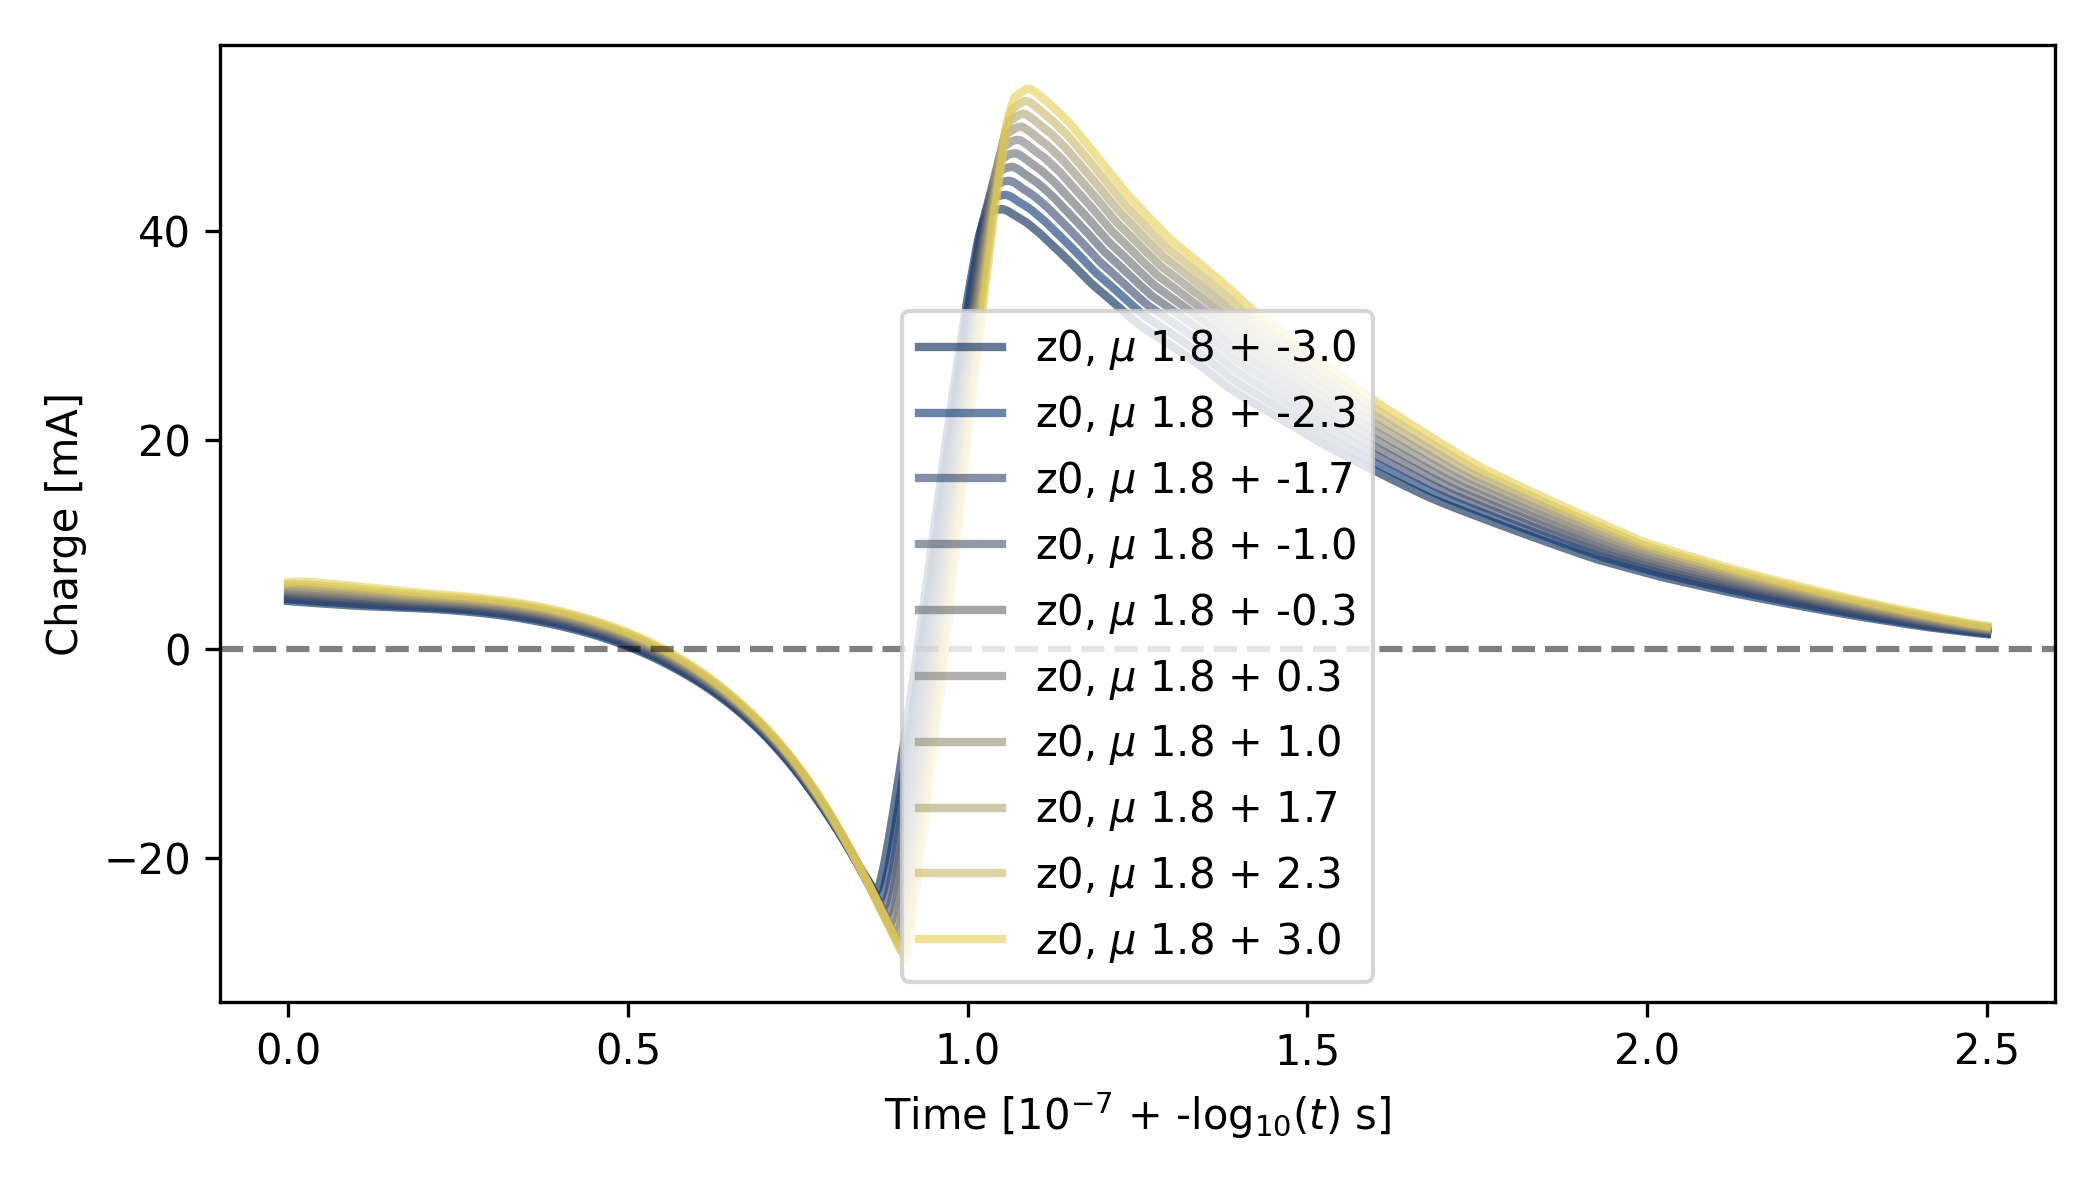 Charge [mA]
40
20
0
−20
z0, μ 1.8 + -3.0
z0, μ 1.8 + -2.3
z0, μ 1.8 + -1.7
z0, μ 1.8 + -1.0
z0, μ 1.8 + -0.3
z0, μ 1.8 + 0.3
z0, μ 1.8 + 1.0
z0, μ 1.8 + 1.7
z0, μ 1.8 + 2.3
z0, μ 1.8 + 3.0
0.0 0.5 1.0 1.5 2.0 2.5
Time [10⁻⁷ + -log₁₀(t) s]